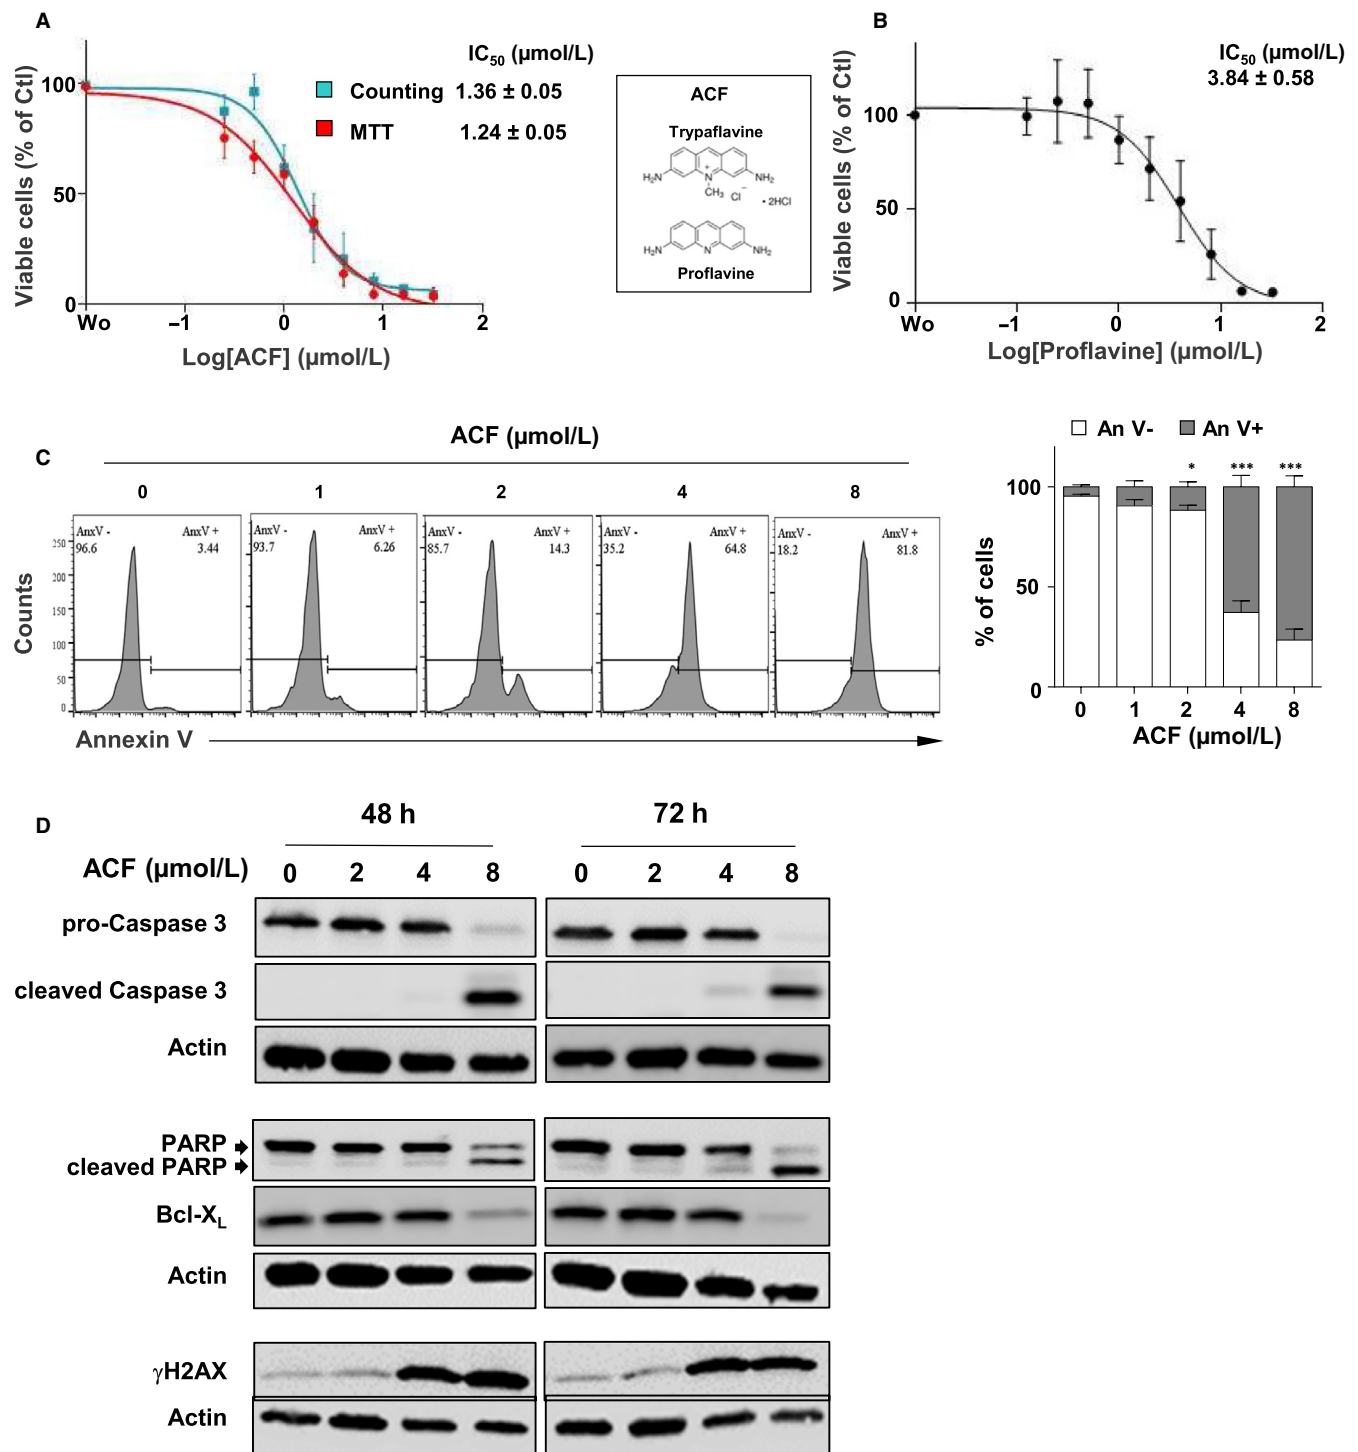 A
IC50 (µmol/L)
Counting 1.36 ± 0.05
MTT 1.24 ± 0.05
Viable cells (% of Ctl)
100
50
0
Wo –1 0 1 2
Log[ACF] (µmol/L)
ACF
Trypaflavine
H2N N+ NH2
CH3 Cl−
• 2HCl
H2N N NH2
Proflavine
B
IC50 (µmol/L)
3.84 ± 0.58
Viable cells (% of Ctl)
100
50
0
Wo –1 0 1 2
Log[Proflavine] (µmol/L)
C
ACF (µmol/L)
0 1 2 4 8
AnxV - AnxV +
96.6 3.44
AnxV - AnxV +
93.7 6.26
AnxV - AnxV +
85.7 14.3
AnxV - AnxV +
35.2 64.8
AnxV - AnxV +
18.2 81.8
Counts
250
200
150
100
50
0
Annexin V
An V- An V+
* *** ***
% of cells
100
50
0
0 1 2 4 8
ACF (µmol/L)
D
48 h 72 h
ACF (µmol/L) 0 2 4 8 0 2 4 8
pro-Caspase 3
cleaved Caspase 3
Actin
PARP
cleaved PARP
Bcl-XL
Actin
γH2AX
Actin